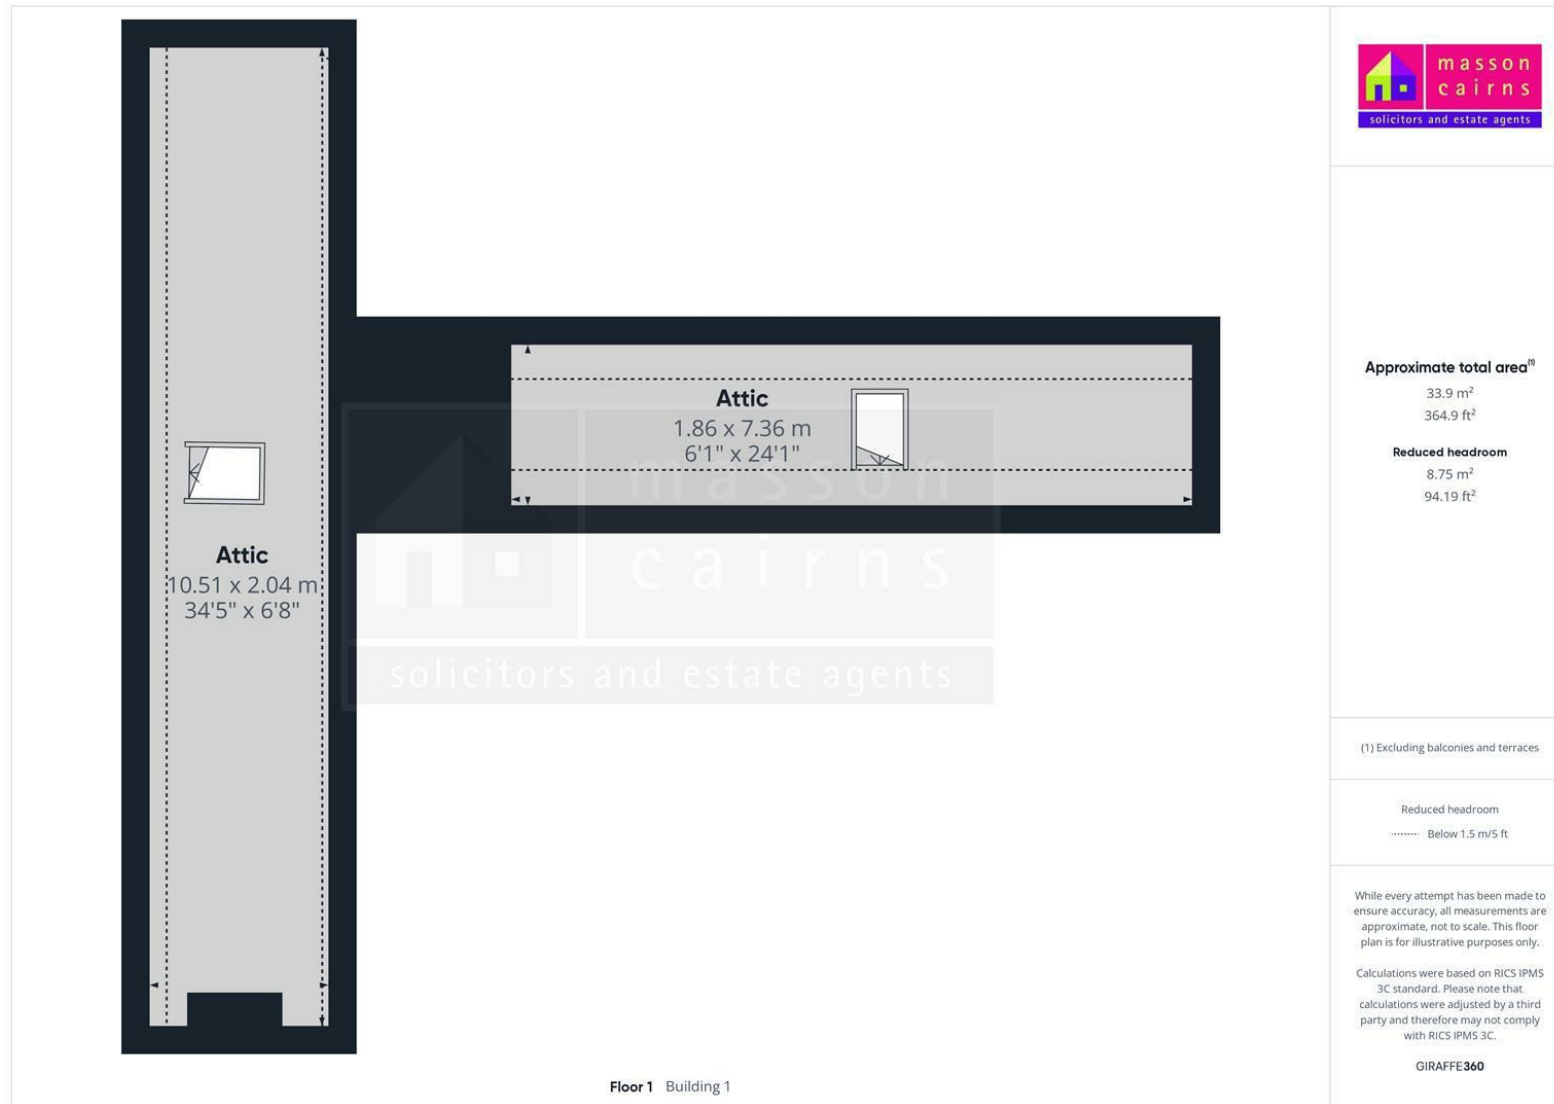 masson
cairns
solicitors and estate agents
Attic
1.86 x 7.36 m
6'1" x 24'1"
Attic
10.51 x 2.04 m
34'5" x 6'8"
masson
cairns
solicitors and estate agents
Approximate total area(1)
33.9 m²
364.9 ft²
Reduced headroom
8.75 m²
94.19 ft²
(1) Excluding balconies and terraces
Reduced headroom
Below 1.5 m/5 ft
While every attempt has been made to
ensure accuracy, all measurements are
approximate, not to scale. This floor
plan is for illustrative purposes only.
Calculations were based on RICS IPMS
3C standard. Please note that
calculations were adjusted by a third
party and therefore may not comply
with RICS IPMS 3C.
GIRAFFE360
Floor 1 Building 1